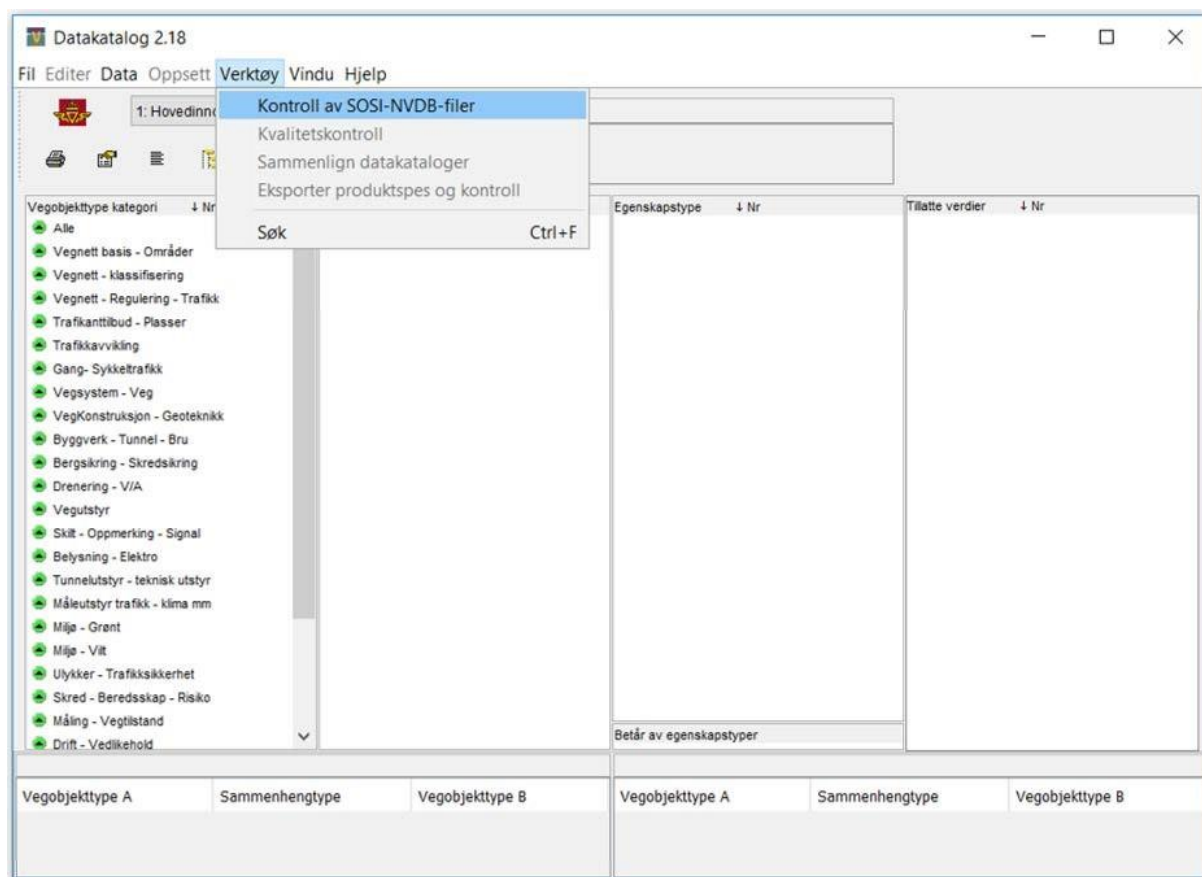 Datakatalog 2.18
Fil Editer Data Oppsett Verktøy Vindu Hjelp
1: Hovedinn
Kontroll av SOSI-NVDB-filer
Kvalitetskontroll
Sammenlign datakataloger
Eksporter produktspes og kontroll
Søk Ctrl+F
Vegobjekttype kategori ↓ Nr
Egenskapstype ↓ Nr
Tillatte verdier ↓ Nr
Alle
Vegnett basis - Områder
Vegnett - klassifisering
Vegnett - Regulering - Trafikk
Trafikanttilbud - Plasser
Trafikkavvikling
Gang- Sykkeltrafikk
Vegsystem - Veg
VegKonstruksjon - Geoteknikk
Byggverk - Tunnel - Bru
Bergsikring - Skredsikring
Drenering - V/A
Vegutstyr
Skilt - Oppmerking - Signal
Belysning - Elektro
Tunnelutstyr - teknisk utstyr
Måleutstyr trafikk - klima mm
Miljø - Grønt
Miljø - Vilt
Ulykker - Trafikksikkerhet
Skred - Beredsskap - Risiko
Måling - Vegtilstand
Drift - Vedlikehold
Betår av egenskapstyper
Vegobjekttype A Sammenhengtype Vegobjekttype B
Vegobjekttype A Sammenhengtype Vegobjekttype B